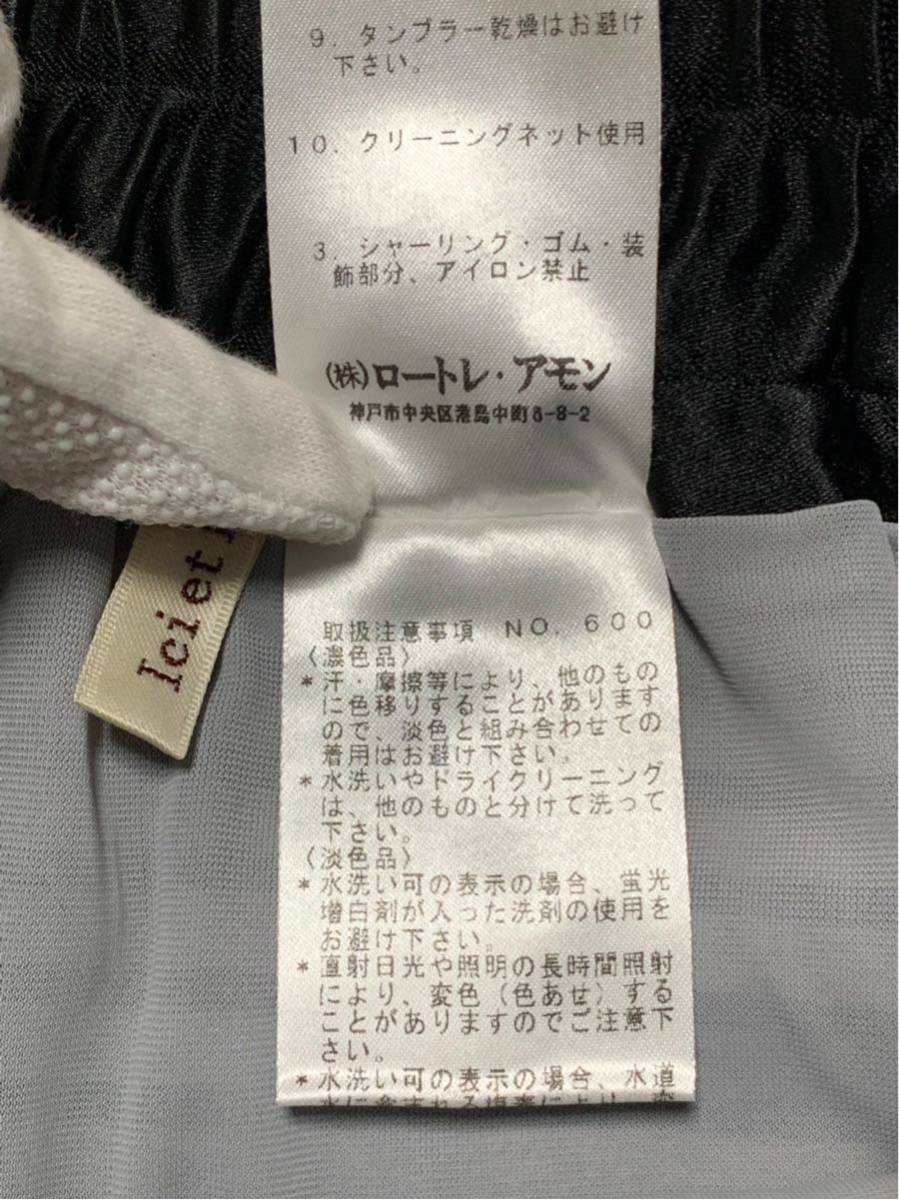 9．タンブラー乾燥はお避け
下さい。
10．クリーニングネット使用
3．シャーリング・ゴム・装
飾部分、アイロン禁止
(株)ロートレ・アモン
神戸市中央区港島中町6-8-2
Iciet
取扱注意事項 NO．600
〈濃色品〉
＊汗・摩擦等により、他のもの
に色移りすることがあります
ので、淡色と組み合わせての
着用はお避け下さい。
＊水洗いやドライクリーニング
は、他のものと分けて洗って
下さい。
〈淡色品〉
＊水洗い可の表示の場合、蛍光
増白剤が入った洗剤の使用を
お避け下さい。
＊直射日光や照明の長時間照射
により、変色（色あせ）する
ことがありますのでご注意下
さい。
＊水洗い可の表示の場合、水道